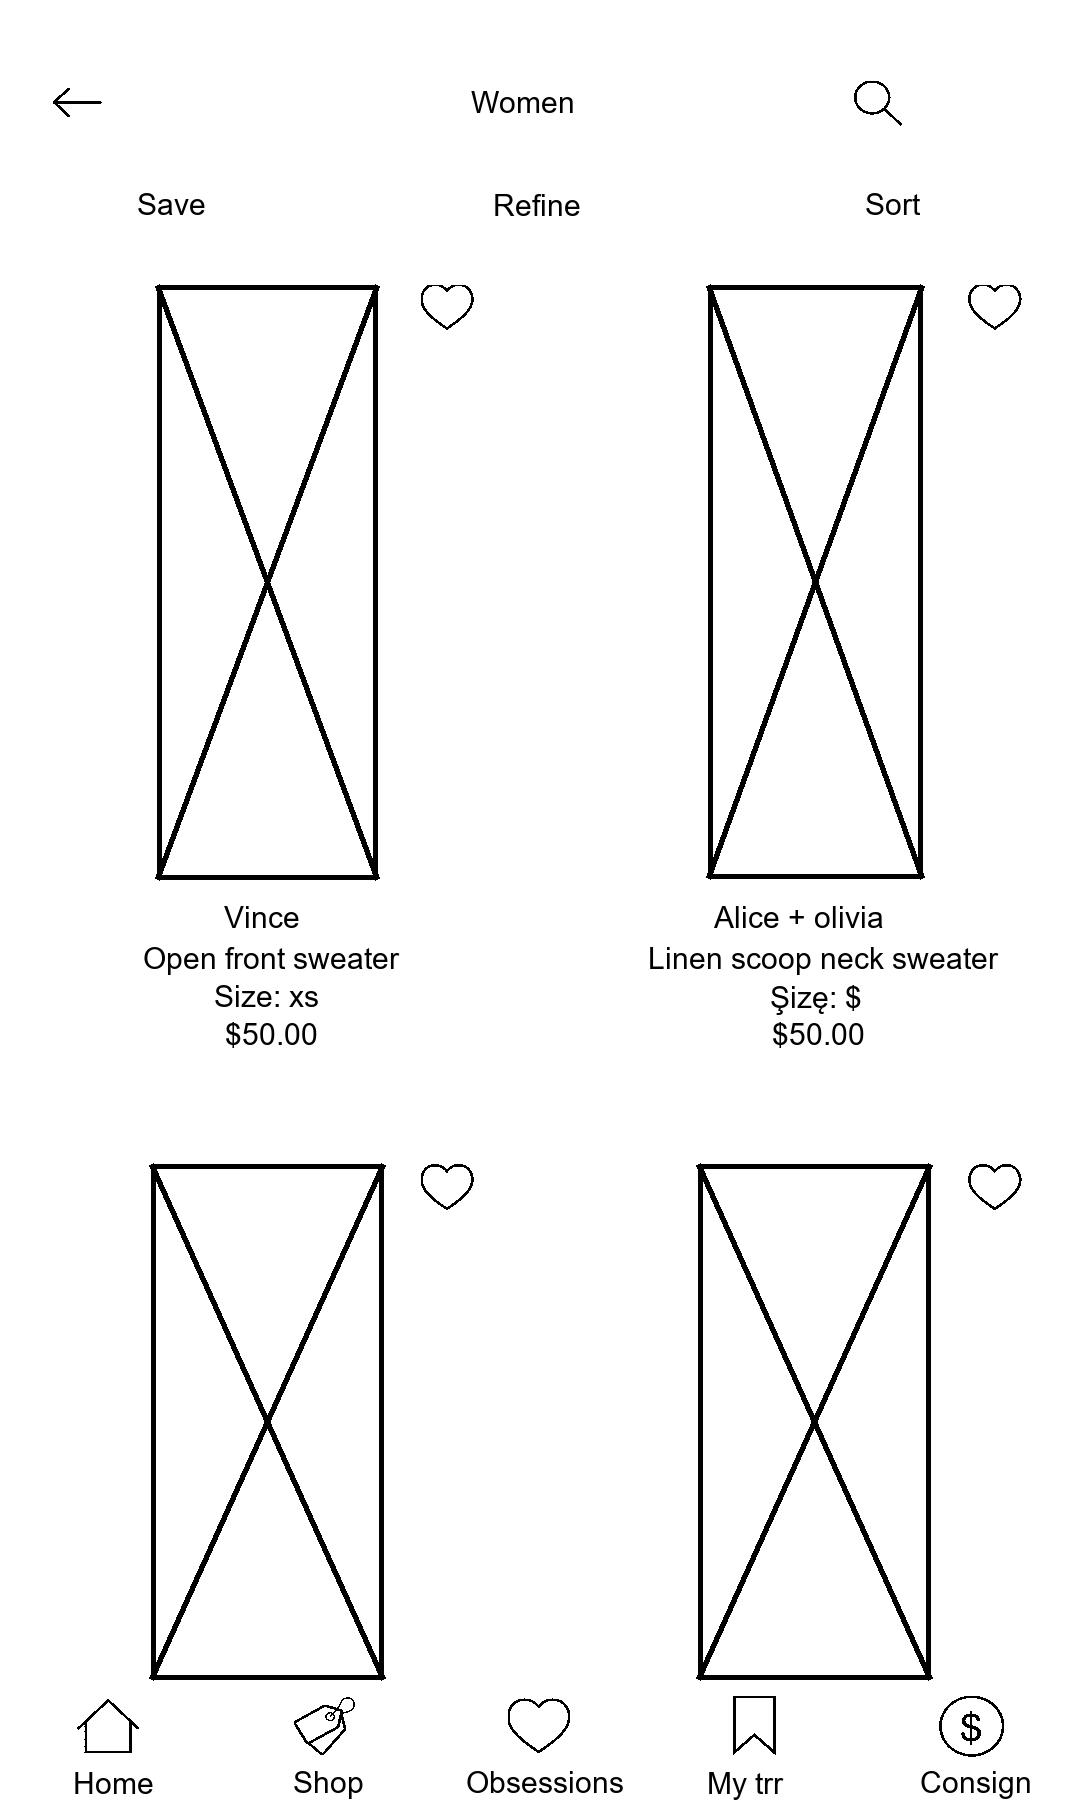 Women
Save
Refine
Sort
Vince
Open front sweater
Size: xs
$50.00
Alice + olivia
Linen scoop neck sweater
Şizę: $
$50.00
Home
Shop
Obsessions
My trr
$
Consign